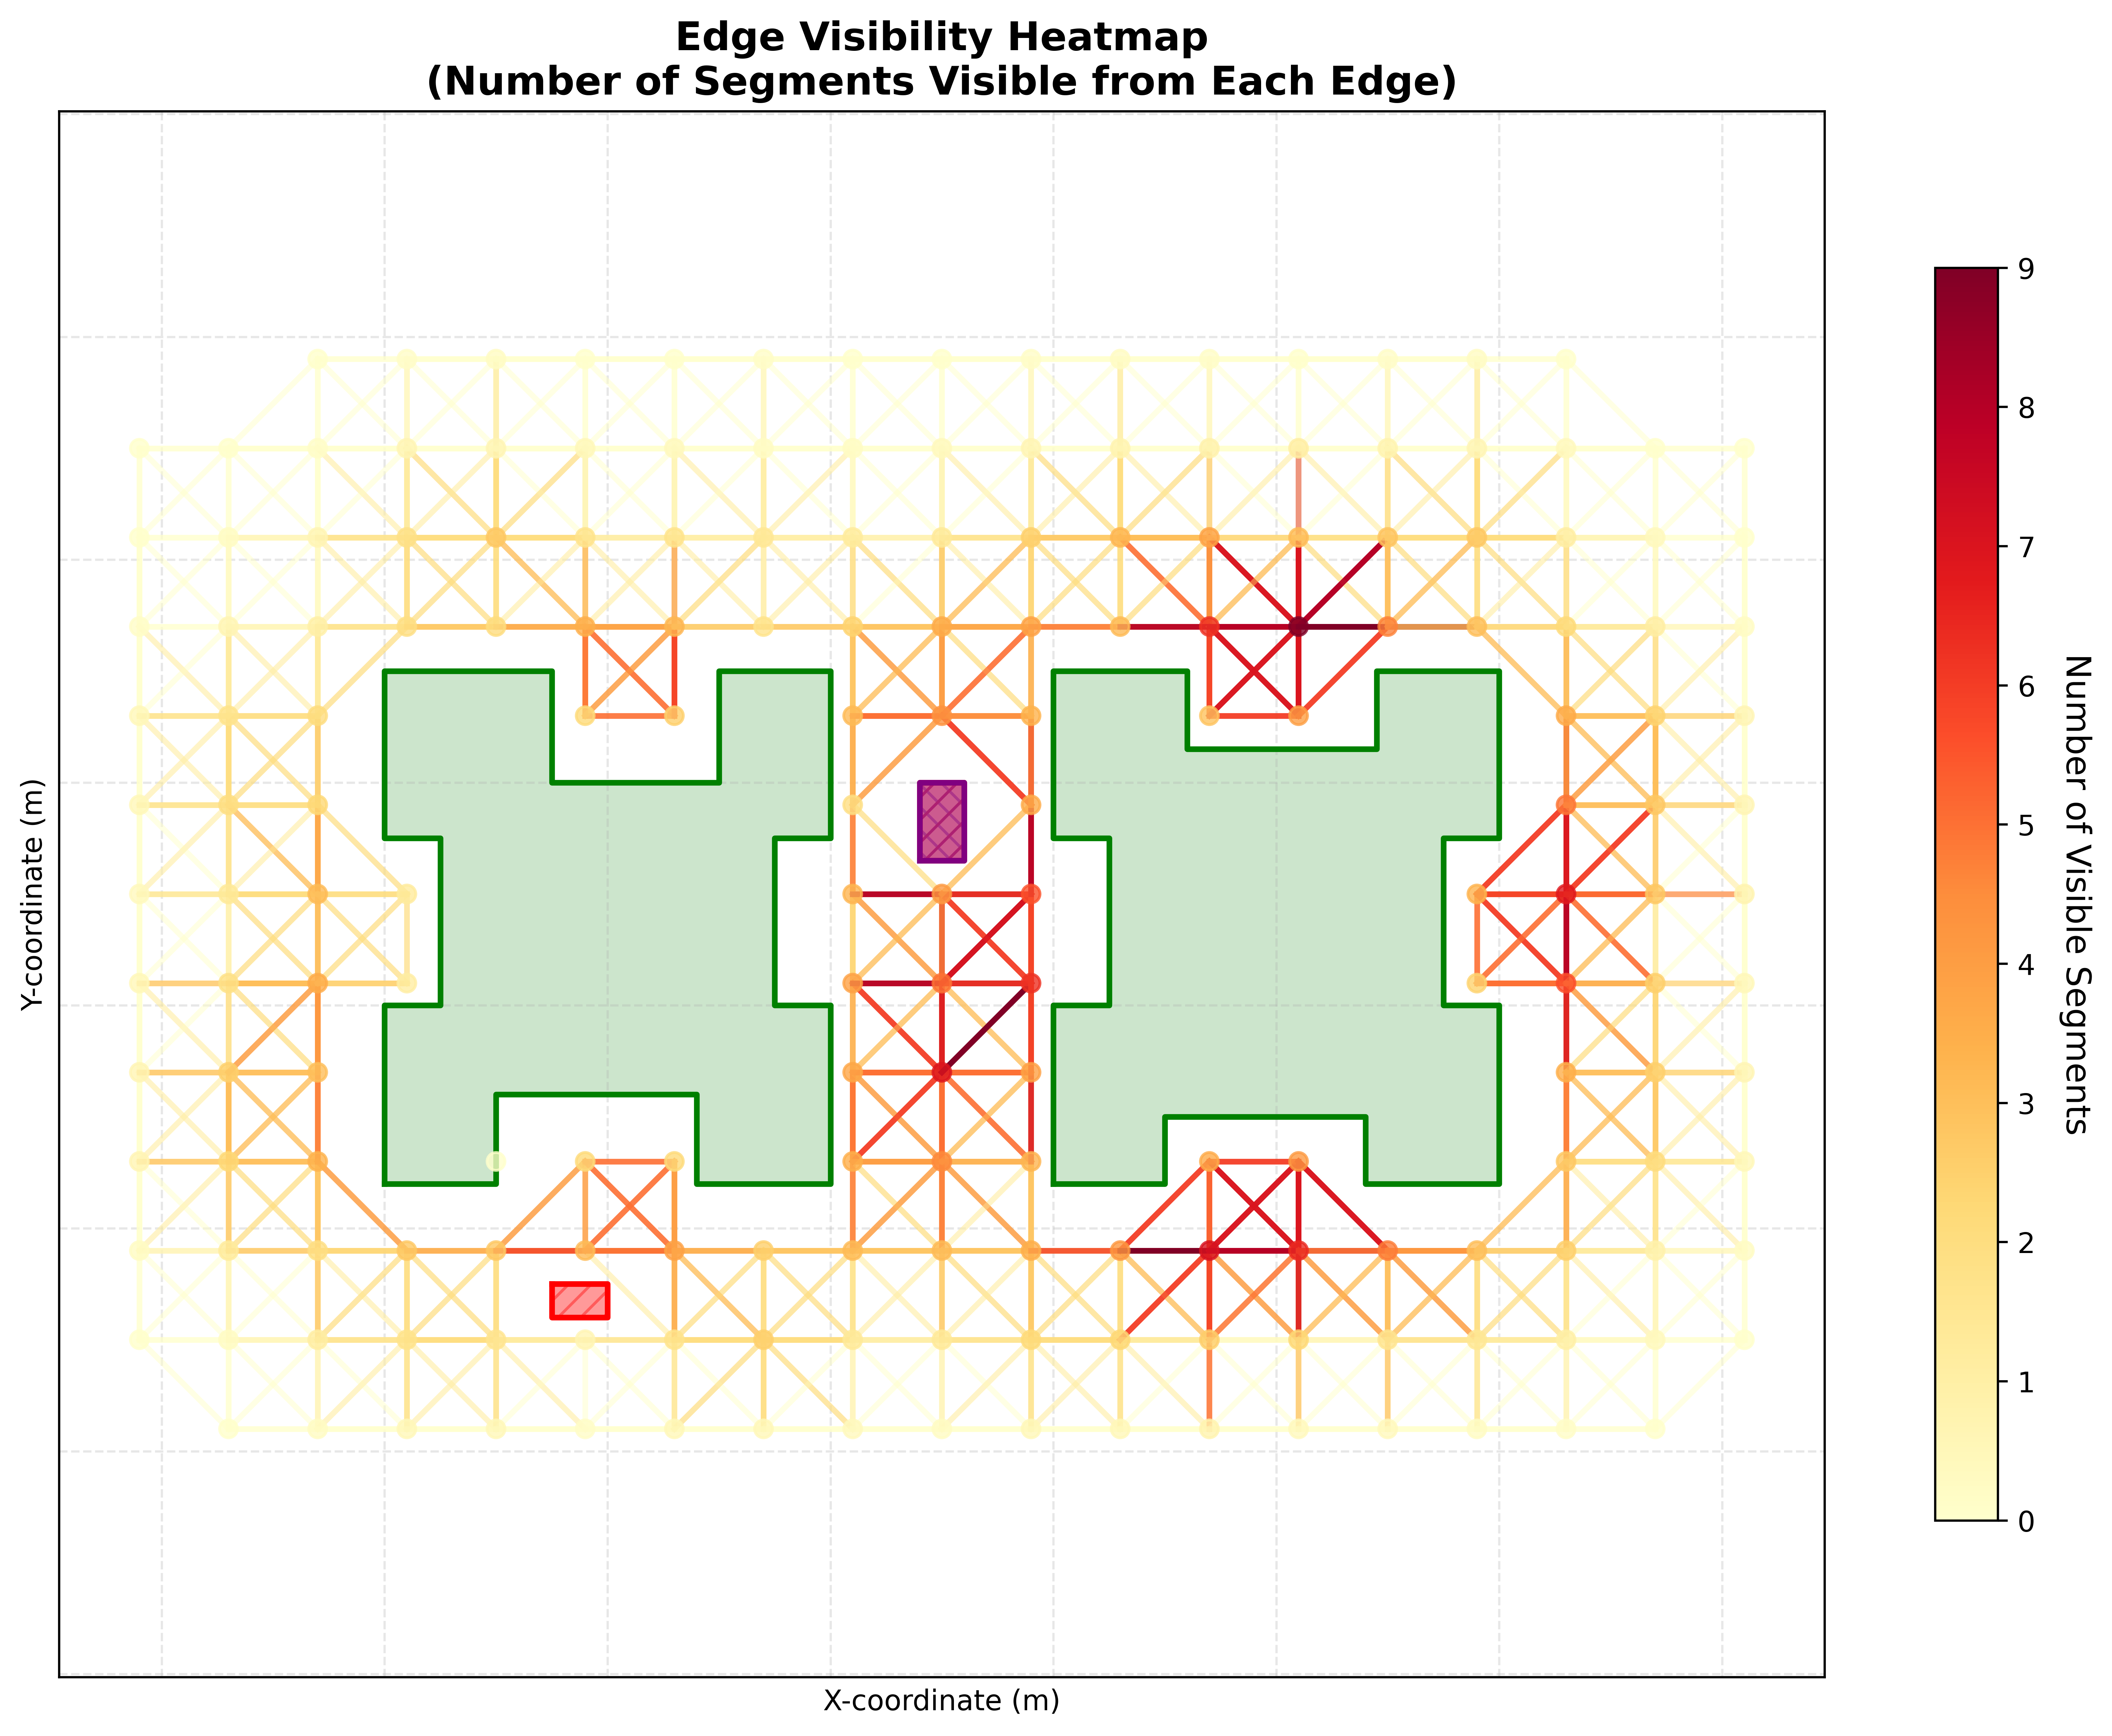 Edge Visibility Heatmap
(Number of Segments Visible from Each Edge)
Y-coordinate (m)
X-coordinate (m)
9
8
7
6
5
4
3
2
1
0
Number of Visible Segments